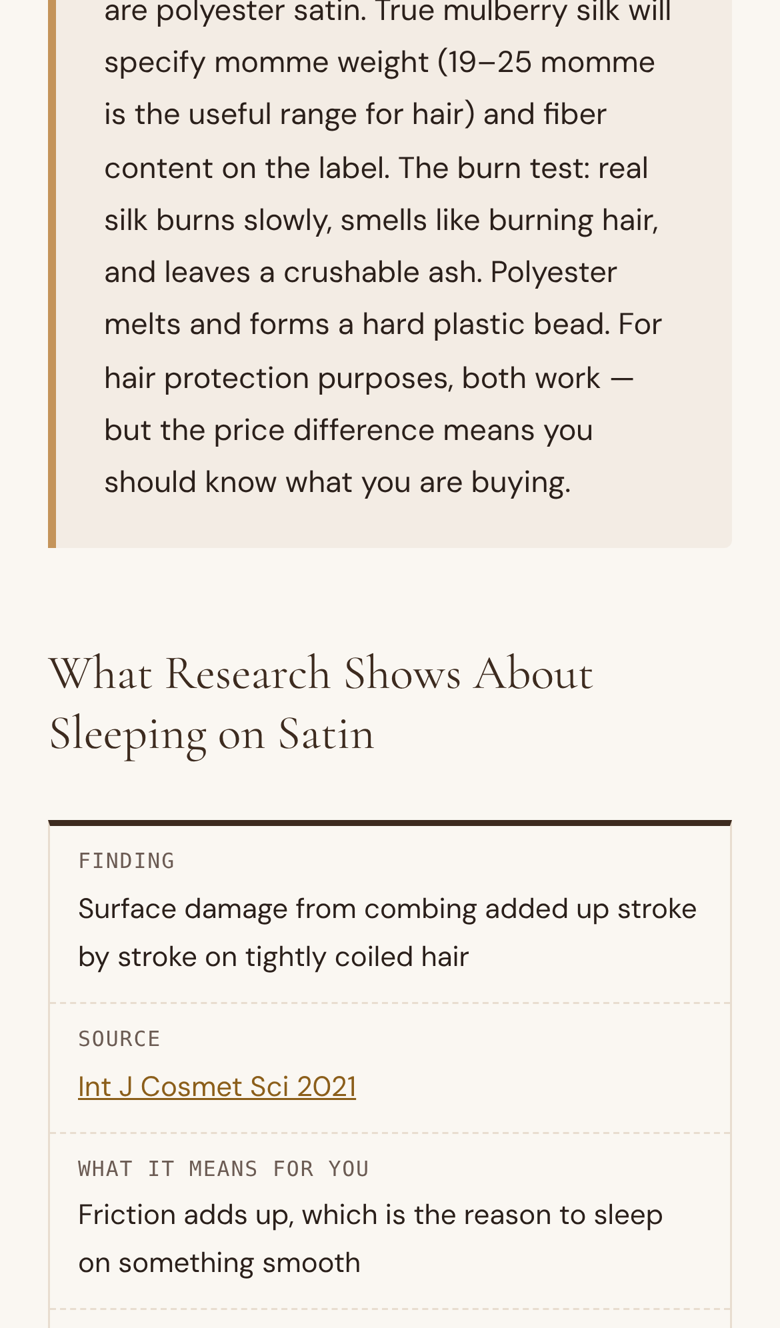 are polyester satin. True mulberry silk will
specify momme weight (19–25 momme
is the useful range for hair) and fiber
content on the label. The burn test: real
silk burns slowly, smells like burning hair,
and leaves a crushable ash. Polyester
melts and forms a hard plastic bead. For
hair protection purposes, both work —
but the price difference means you
should know what you are buying.
What Research Shows About
Sleeping on Satin
FINDING
Surface damage from combing added up stroke
by stroke on tightly coiled hair
SOURCE
Int J Cosmet Sci 2021
WHAT IT MEANS FOR YOU
Friction adds up, which is the reason to sleep
on something smooth